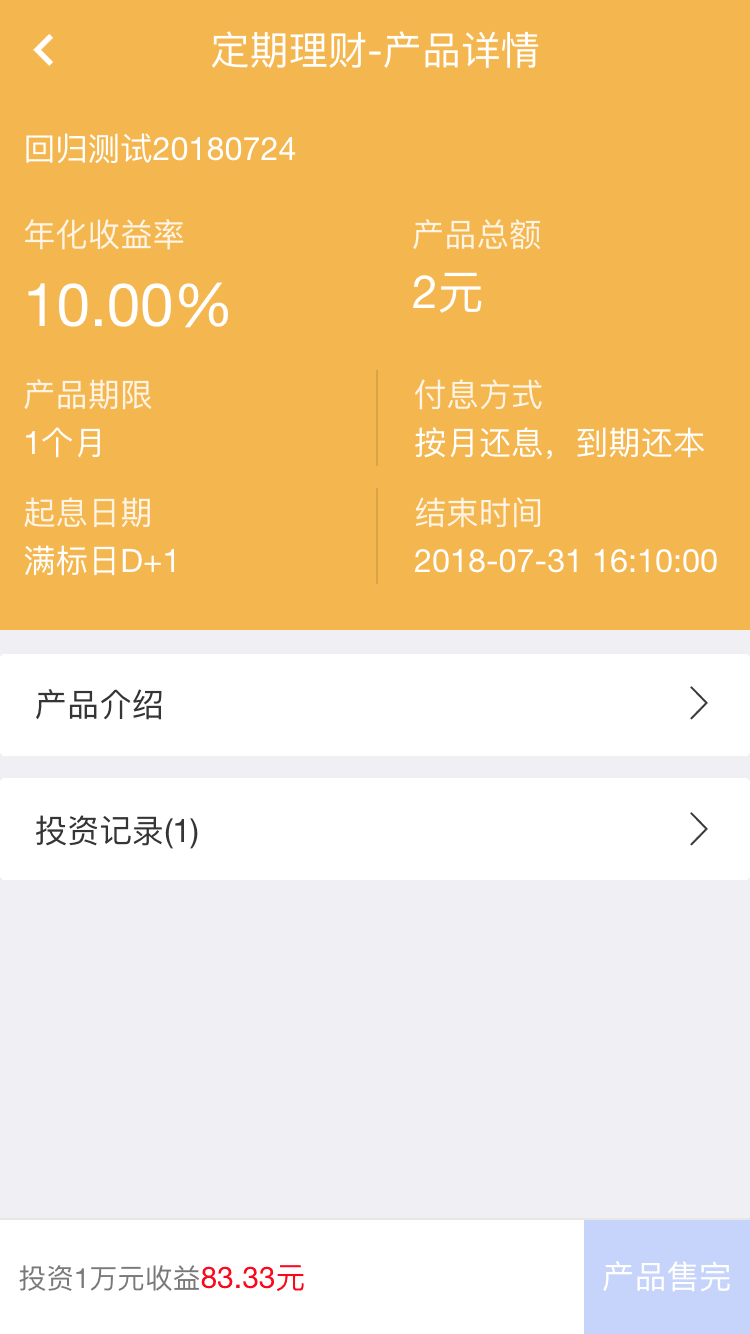 定期理财-产品详情
回归测试20180724
年化收益率
产品总额
10.00%
2元
产品期限
付息方式
1个月
按月还息，到期还本
起息日期
结束时间
满标日D+1
2018-07-31 16:10:00
产品介绍
投资记录(1)
投资1万元收益83.33元
产品售完